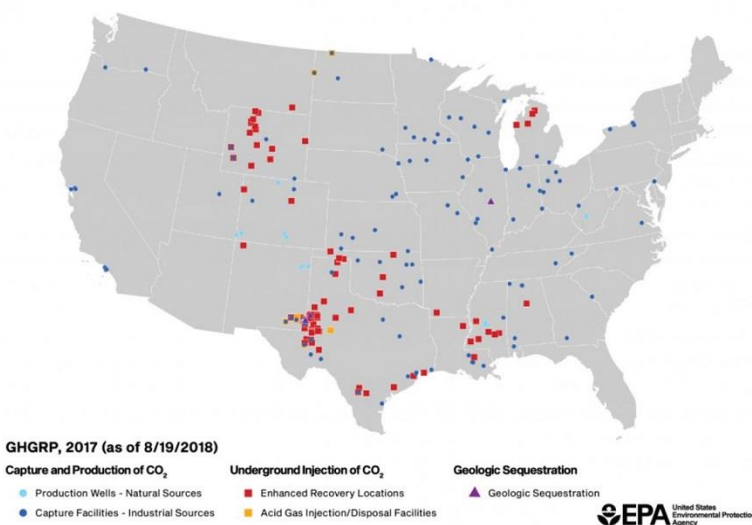 GHGRP, 2017 (as of 8/19/2018)
Capture and Production of CO2
Production Wells - Natural Sources
Capture Facilities - Industrial Sources
Underground Injection of CO2
Enhanced Recovery Locations
Acid Gas Injection/Disposal Facilities
Geologic Sequestration
Geologic Sequestration
EPA
United States
Environmental Protectio
Agency